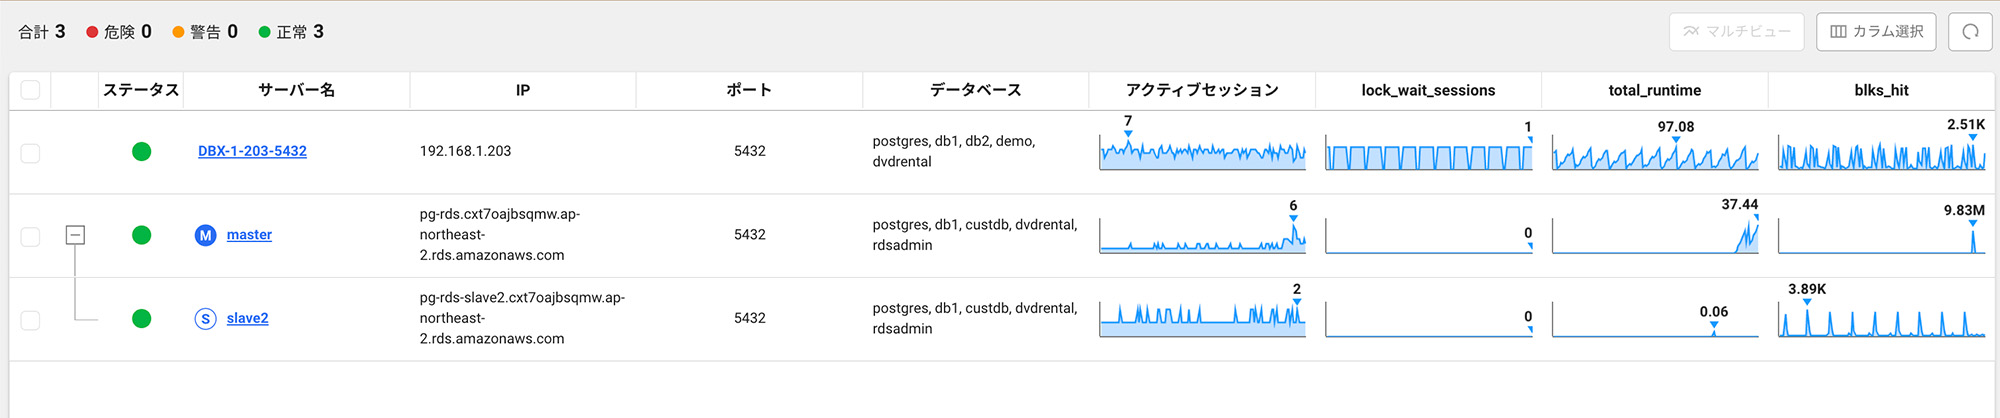 合計 3 危険 0 警告 0 正常 3 マルチビュー カラム選択
ステータス サーバー名 IP ポート データベース アクティブセッション lock_wait_sessions total_runtime blks_hit
DBX-1-203-5432
192.168.1.203
5432
postgres, db1, db2, demo,
dvdrental
7
1
97.08
2.51K
M master
pg-rds.cxt7oajbsqmw.ap-
northeast-
2.rds.amazonaws.com
5432
postgres, db1, custdb, dvdrental,
rdsadmin
6
0
37.44
9.83M
S slave2
pg-rds-slave2.cxt7oajbsqmw.ap-
northeast-
2.rds.amazonaws.com
5432
postgres, db1, custdb, dvdrental,
rdsadmin
2
0
0.06
3.89K